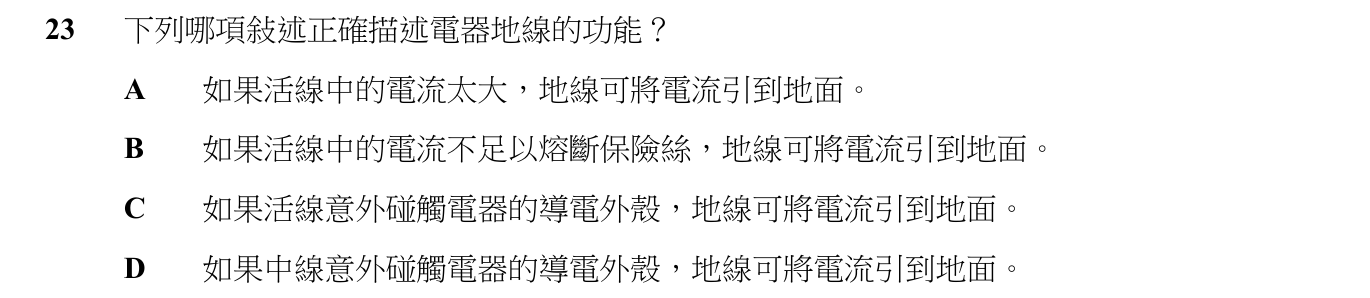 23 下列哪項敍述正確描述電器地線的功能？
A 如果活線中的電流太大，地線可將電流引到地面。
B 如果活線中的電流不足以熔斷保險絲，地線可將電流引到地面。
C 如果活線意外碰觸電器的導電外殼，地線可將電流引到地面。
D 如果中線意外碰觸電器的導電外殼，地線可將電流引到地面。